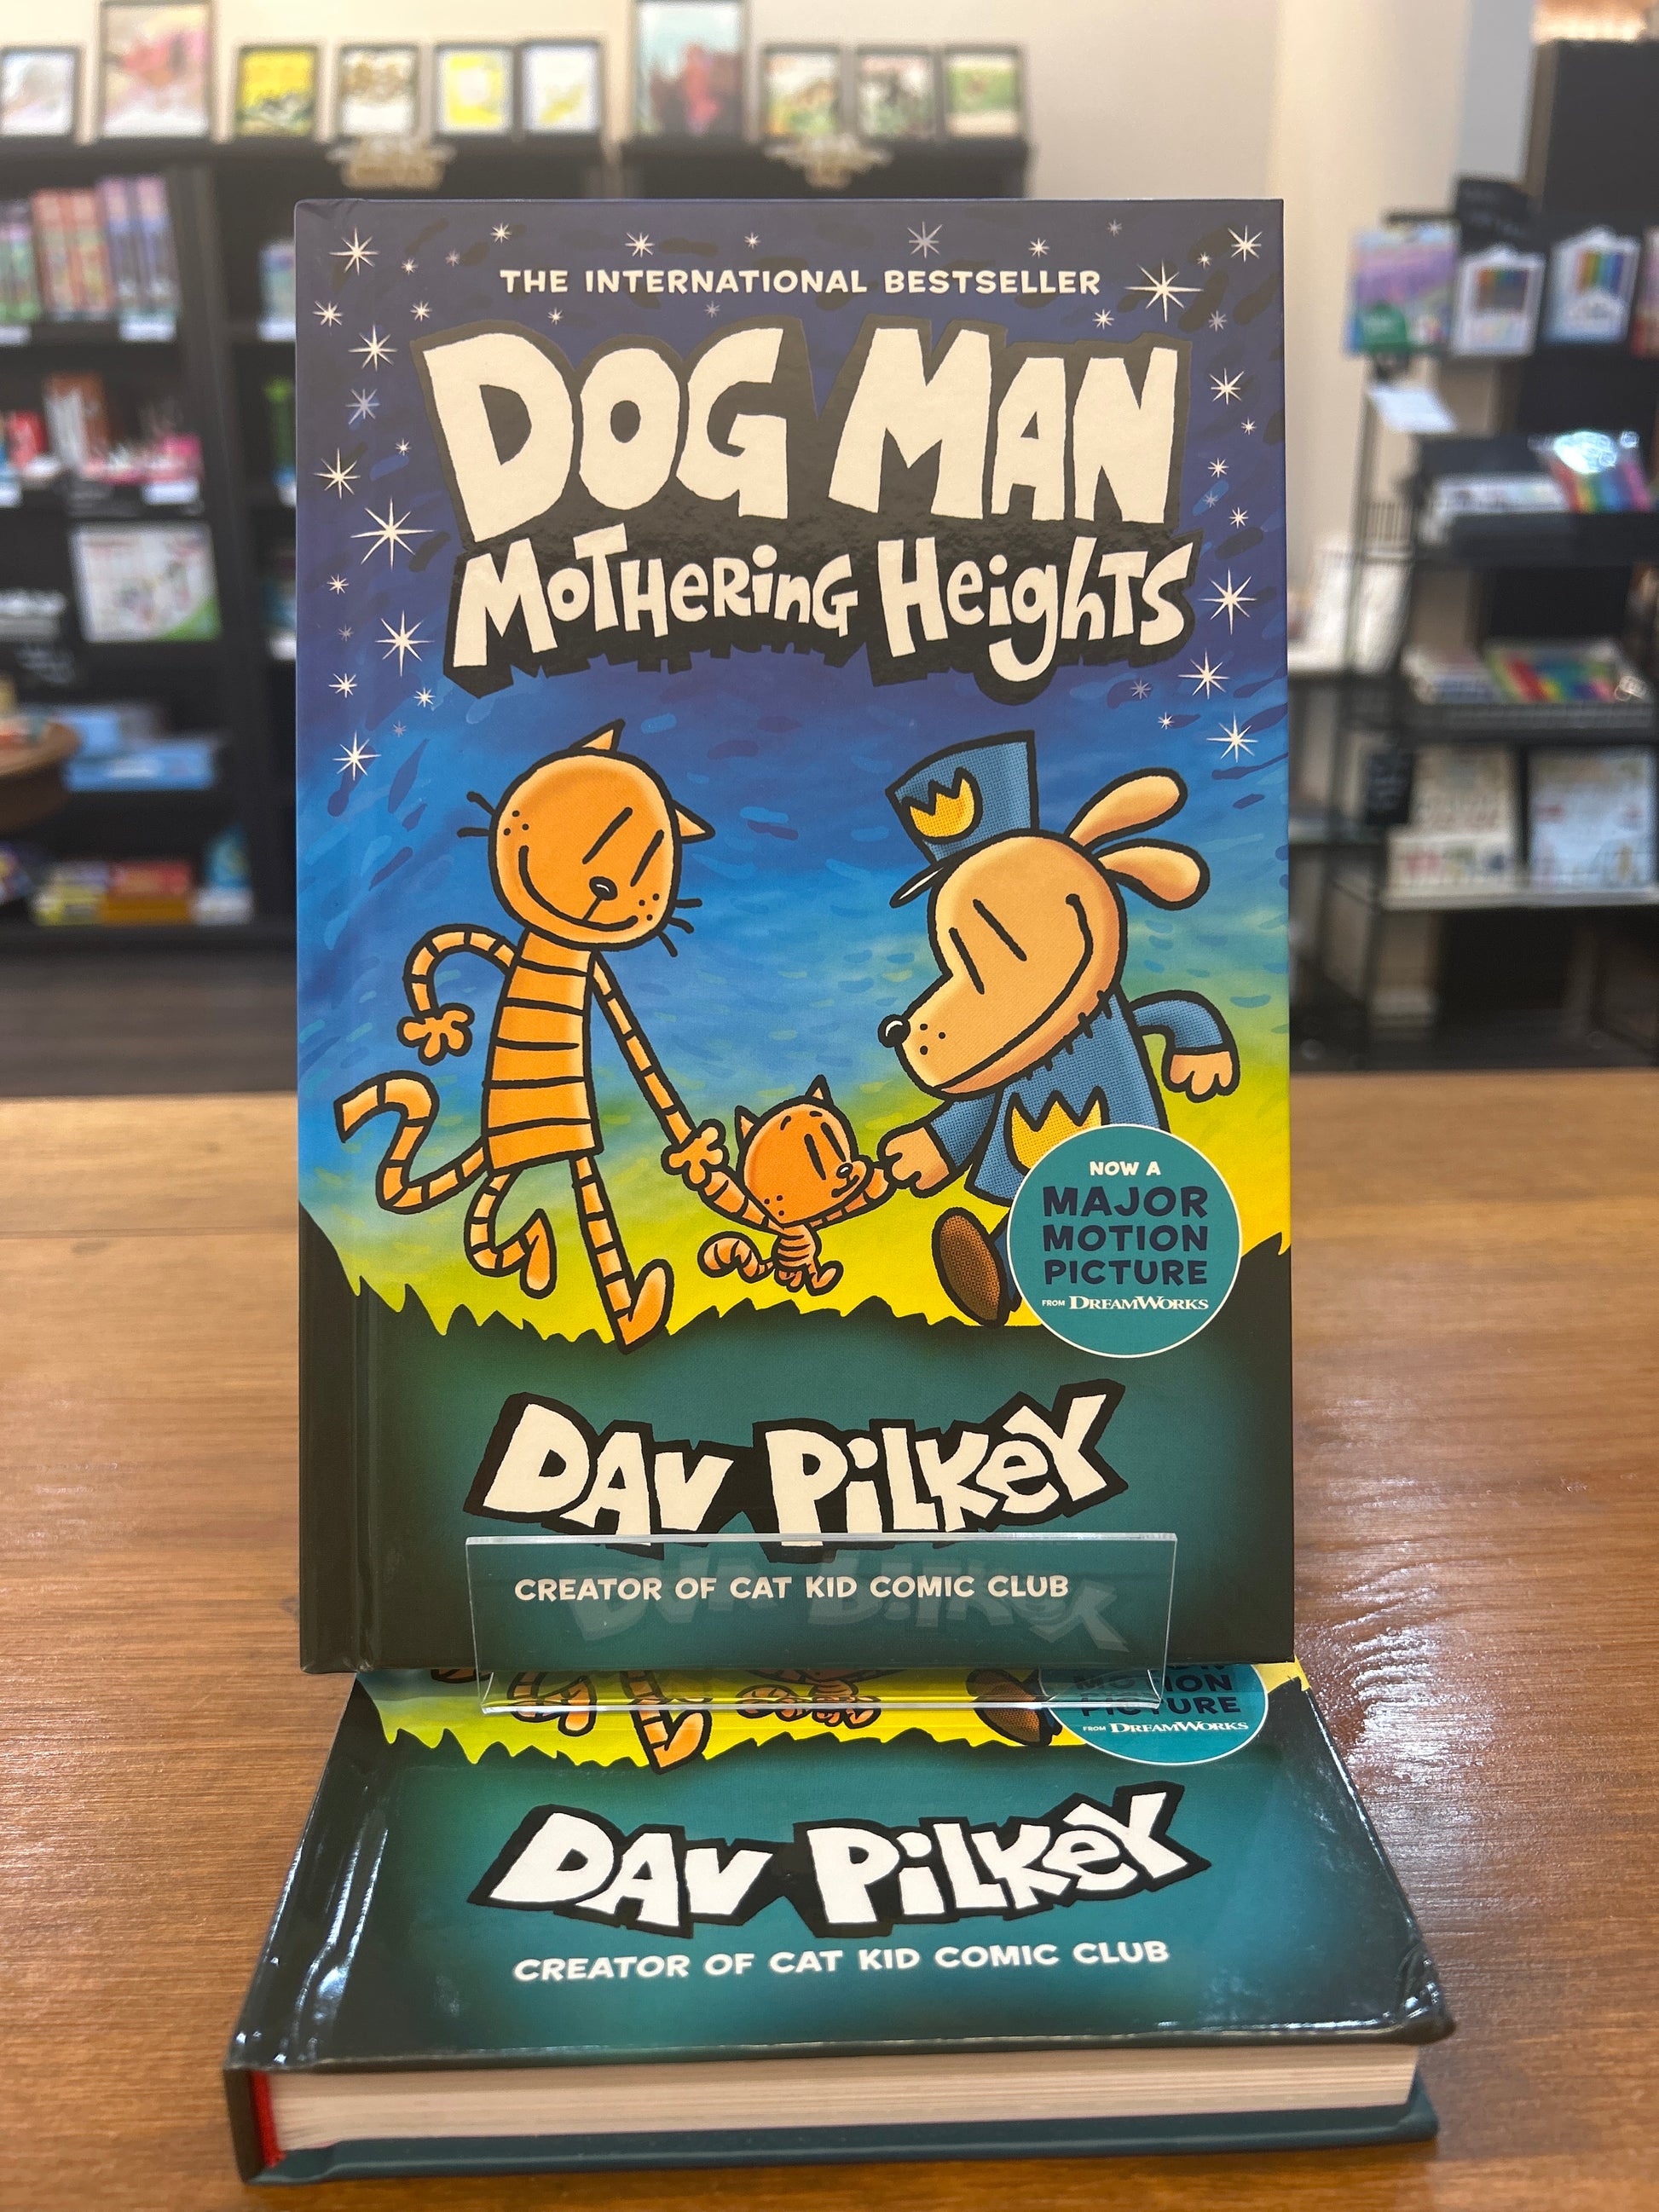 THE INTERNATIONAL BESTSELLER
DOG MAN
MOTHERING HEIGHTS
NOW A
MAJOR
MOTION
PICTURE
FROM DREAMWORKS
DAV PILKEY
CREATOR OF CAT KID COMIC CLUB
MOTION
PICTURE
FROM DREAMWORKS
DAV PILKEY
CREATOR OF CAT KID COMIC CLUB